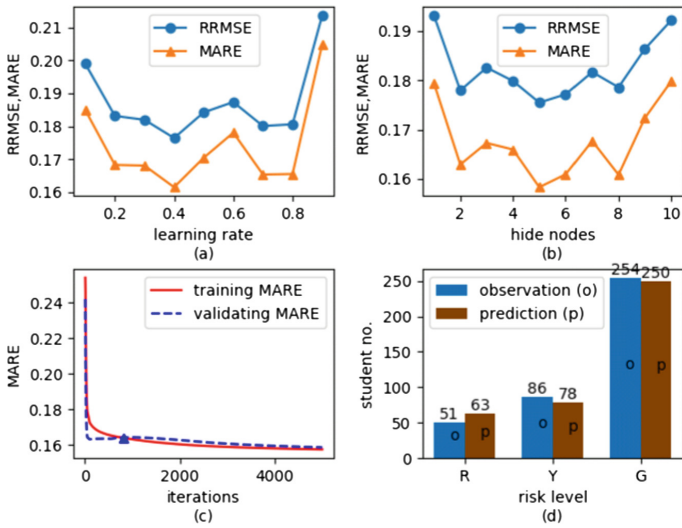 0.21
0.20
0.19
0.18
0.17
0.16
RRMSE,MARE
RRMSE
MARE
0.2 0.4 0.6 0.8
learning rate
(a)
0.19
0.18
0.17
0.16
RRMSE,MARE
RRMSE
MARE
2 4 6 8 10
hide nodes
(b)
0.24
0.22
0.20
0.18
0.16
MARE
training MARE
validating MARE
0 2000 4000
iterations
(c)
250
200
150
100
50
0
student no.
observation (o)
prediction (p)
254 250
86 78
51 63
o p
o p
o p
R Y G
risk level
(d)